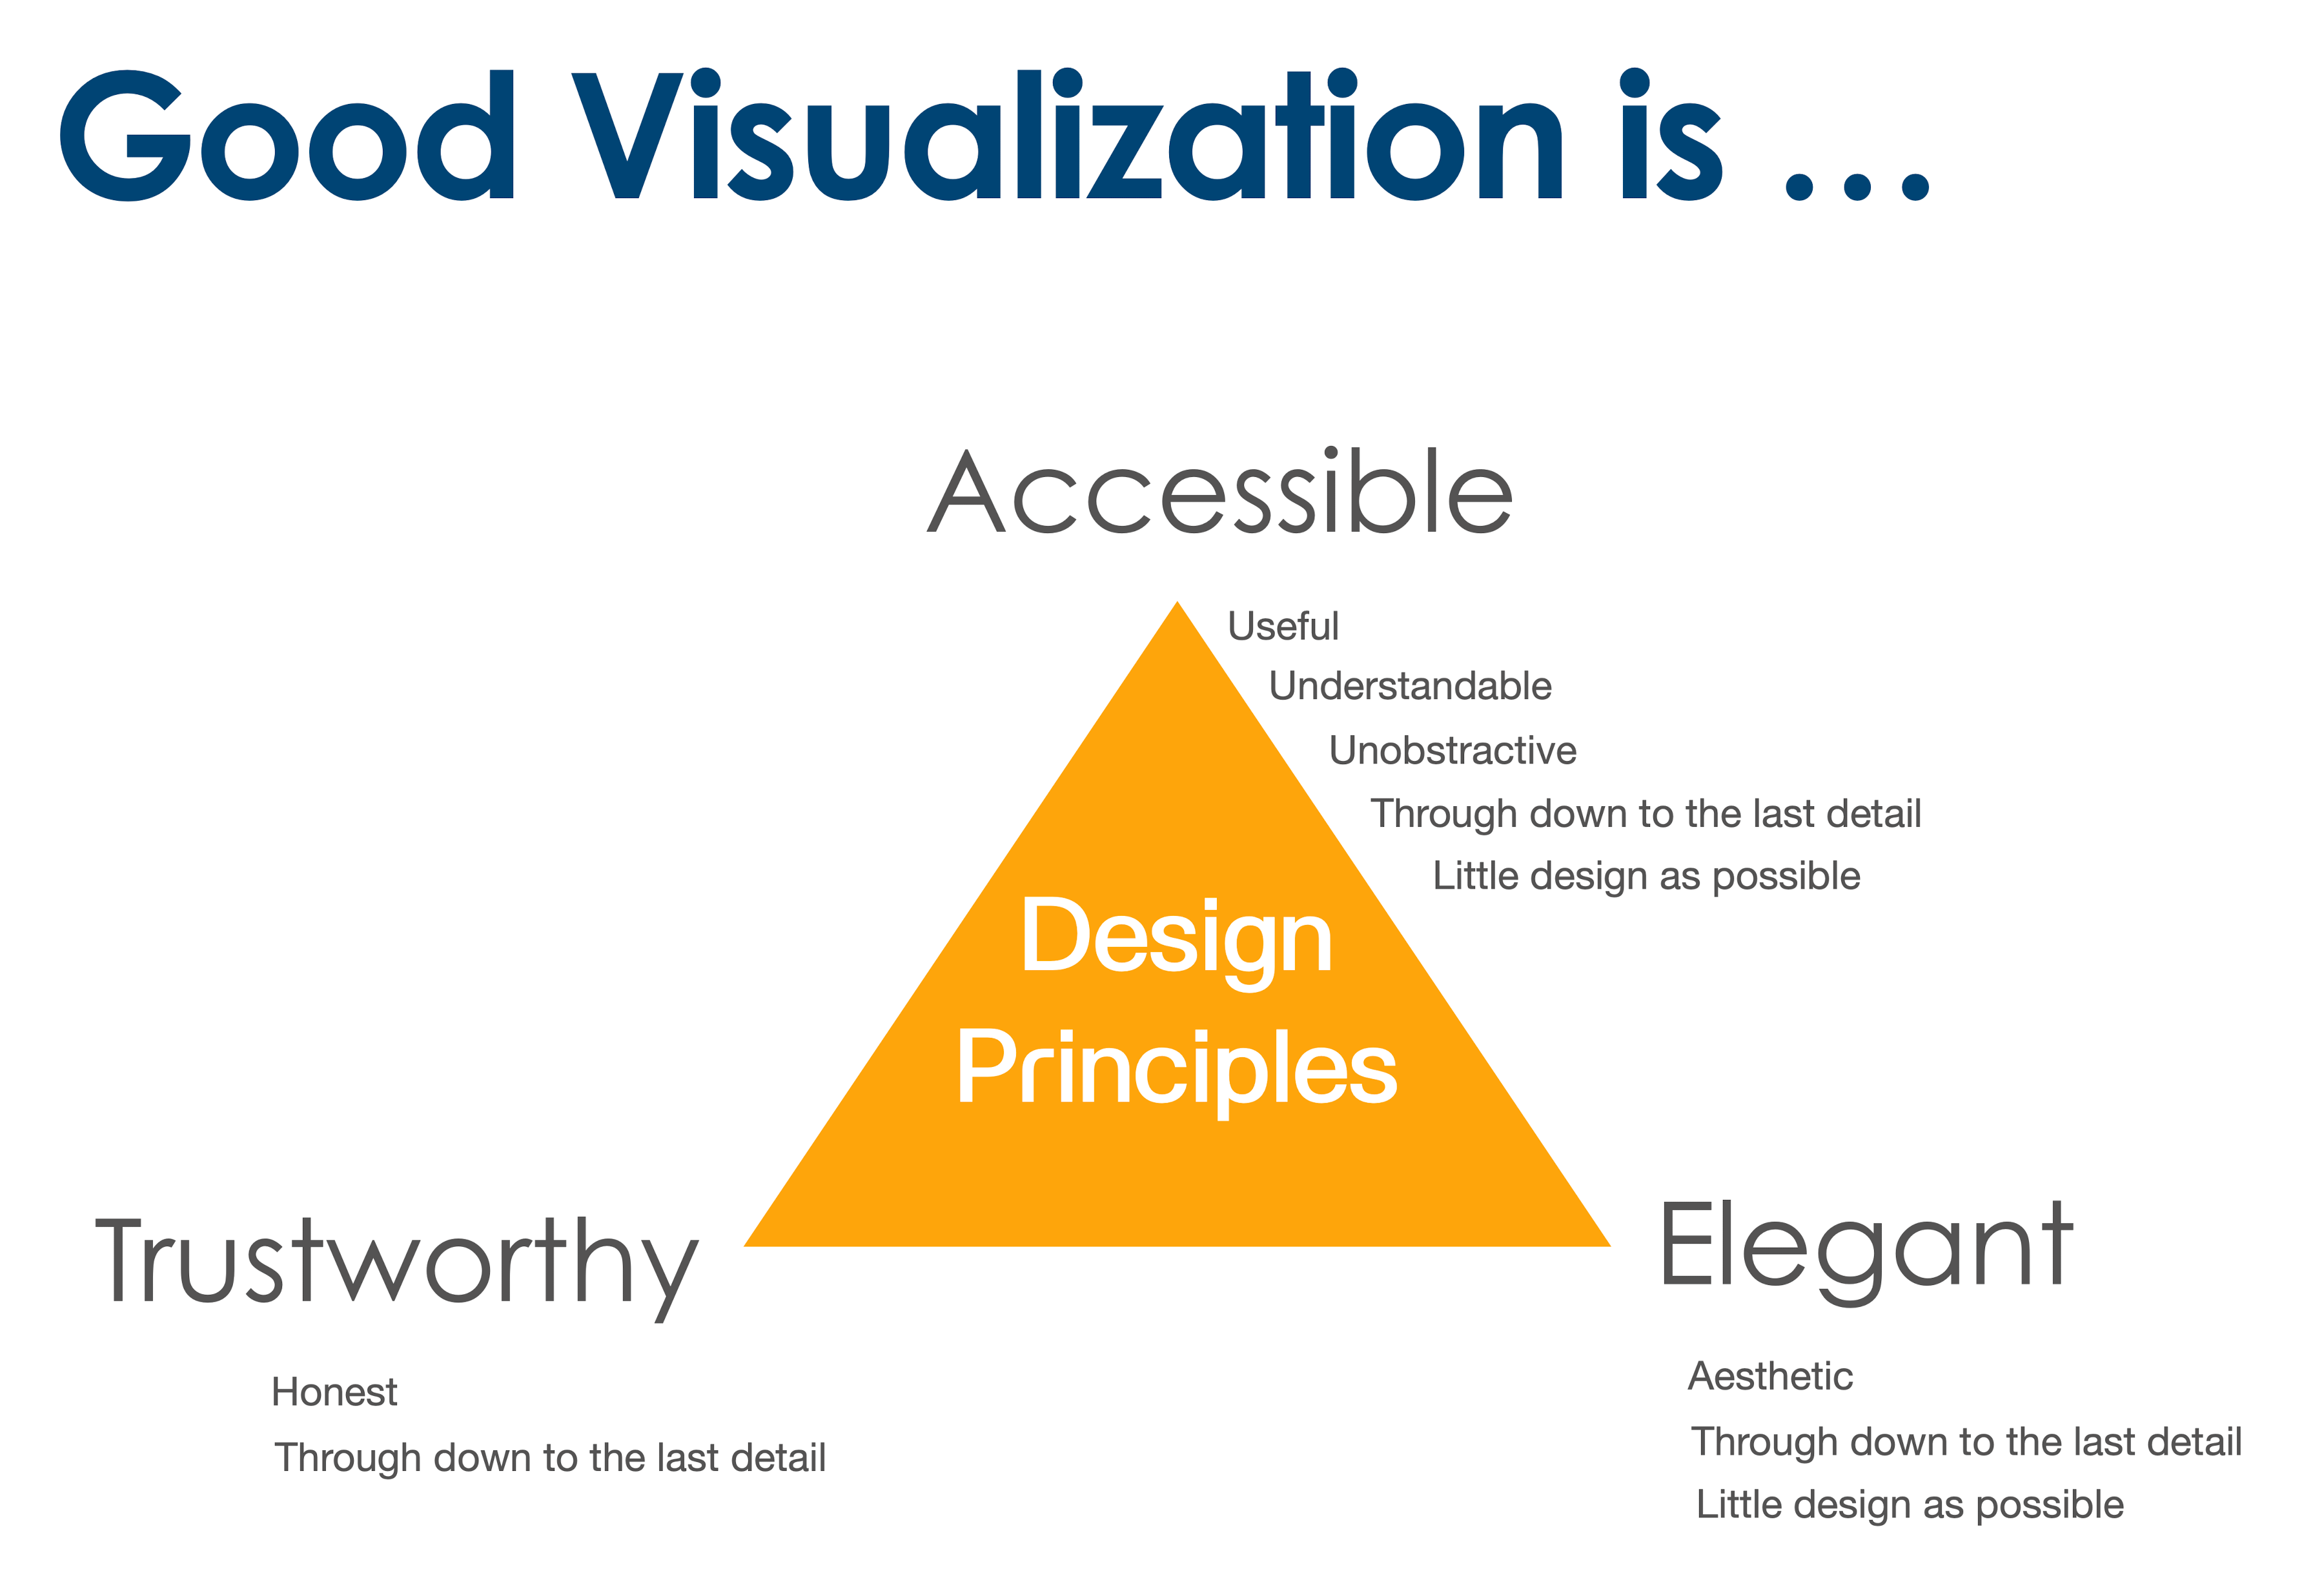 Good Visualization is ...
Accessible
Useful
Understandable
Unobstractive
Through down to the last detail
Little design as possible
Design
Principles
Trustworthy
Honest
Through down to the last detail
Elegant
Aesthetic
Through down to the last detail
Little design as possible